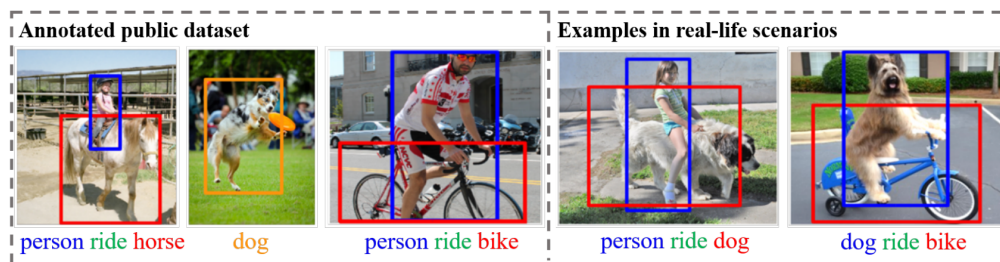 Annotated public dataset
person ride horse
dog
person ride bike
Examples in real-life scenarios
person ride dog
dog ride bike